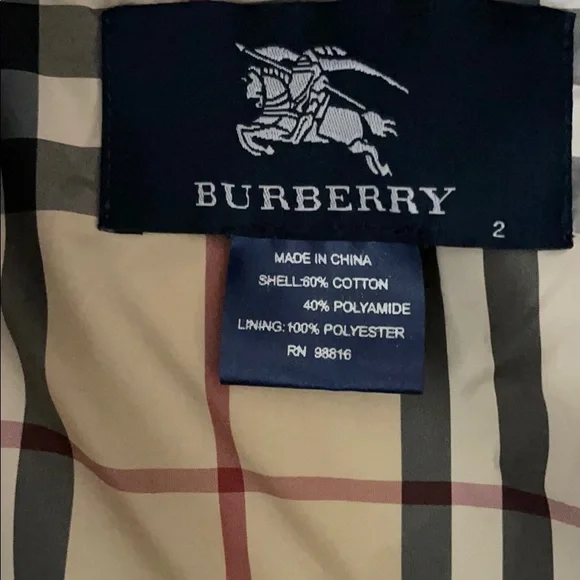 BURBERRY
2
MADE IN CHINA
SHELL:60% COTTON
40% POLYAMIDE
LINING:100% POLYESTER
RN 98816